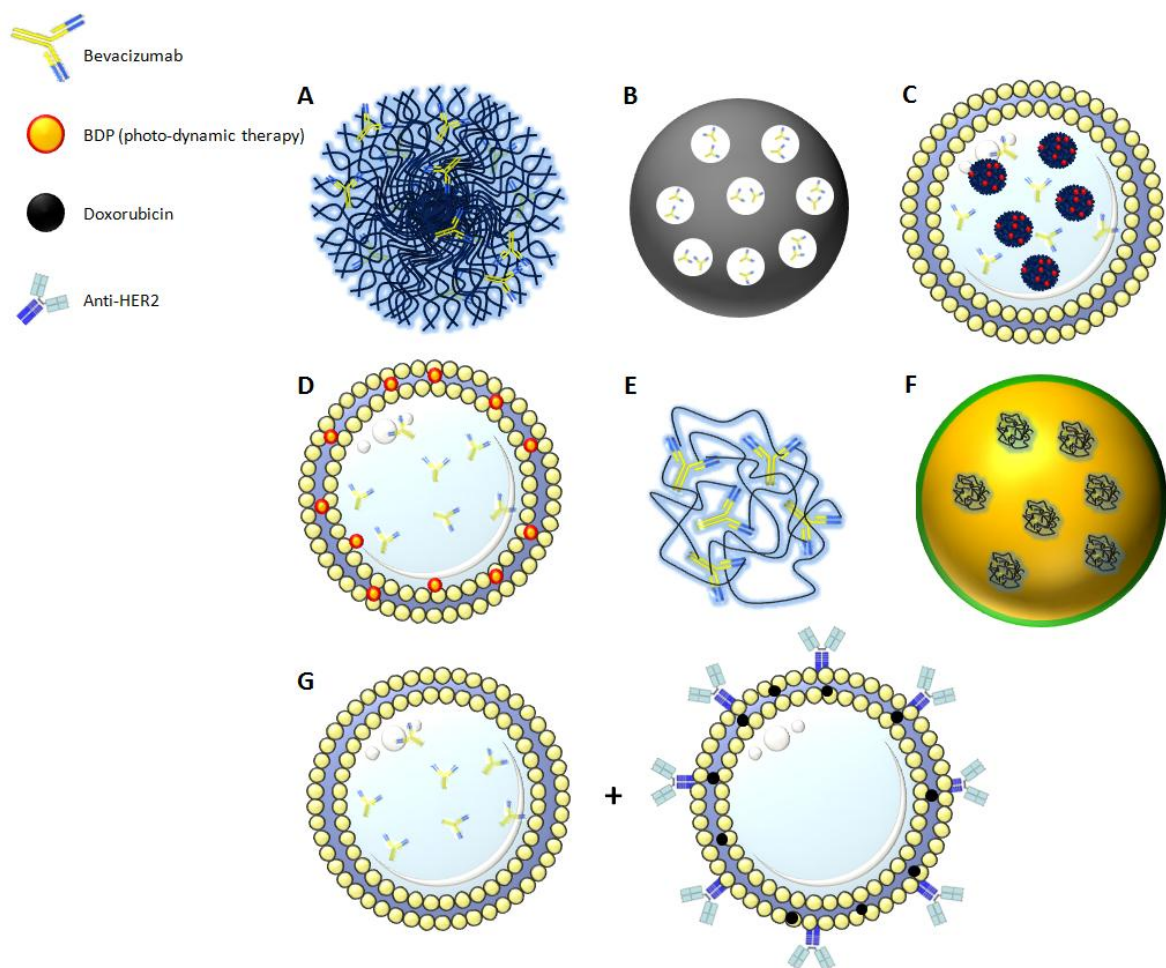 Bevacizumab
BDP (photo-dynamic therapy)
Doxorubicin
Anti-HER2
A
B
C
D
E
F
G
+